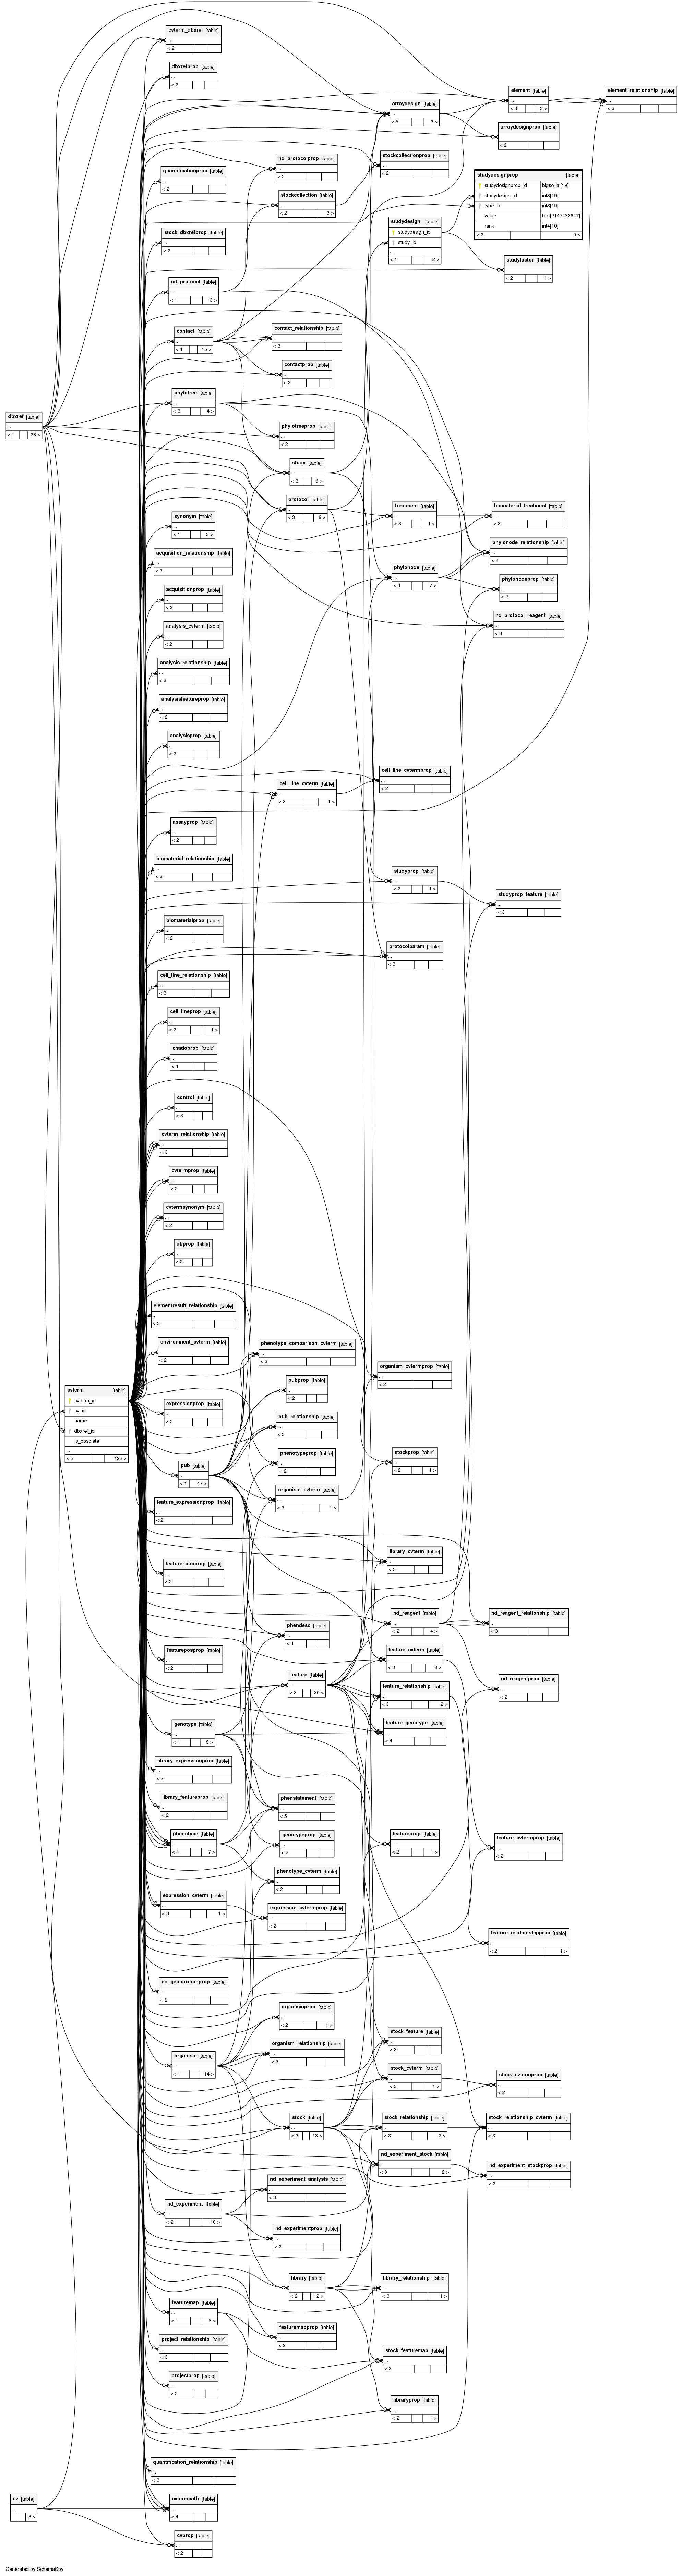 cvterm_dbxref [table]
...
< 2
dbxrefprop [table]
...
< 2
element [table]
...
< 4 3 >
element_relationship [table]
...
< 3
arraydesign [table]
...
< 5 3 >
arraydesignprop [table]
...
< 2
nd_protocolprop [table]
...
< 2
stockcollectionprop [table]
...
< 2
quantificationprop [table]
...
< 2
studydesignprop [table]
studydesignprop_id bigserial[19]
studydesign_id int8[19]
type_id int8[19]
value text[2147483647]
rank int4[10]
< 2 0 >
stockcollection [table]
...
< 2 3 >
studydesign [table]
studydesign_id
study_id
...
< 1 2 >
stock_dbxrefprop [table]
...
< 2
studyfactor [table]
...
< 2 1 >
nd_protocol [table]
...
< 1 3 >
contact [table]
...
< 1 15 >
contact_relationship [table]
...
< 3
contactprop [table]
...
< 2
phylotree [table]
...
< 3 4 >
dbxref [table]
...
< 1 26 >
phylotreeprop [table]
...
< 2
study [table]
...
< 3 3 >
protocol [table]
...
< 3 6 >
treatment [table]
...
< 3 1 >
biomaterial_treatment [table]
...
< 3
synonym [table]
...
< 1 3 >
phylonode_relationship [table]
...
< 4
acquisition_relationship [table]
...
< 3
phylonode [table]
...
< 4 7 >
phylonodeprop [table]
...
< 2
acquisitionprop [table]
...
< 2
nd_protocol_reagent [table]
...
< 3
analysis_cvterm [table]
...
< 2
analysis_relationship [table]
...
< 3
analysisfeatureprop [table]
...
< 2
analysisprop [table]
...
< 2
cell_line_cvtermprop [table]
...
< 2
cell_line_cvterm [table]
...
< 3 1 >
assayprop [table]
...
< 2
biomaterial_relationship [table]
...
< 3
studyprop [table]
...
< 2 1 >
studyprop_feature [table]
...
< 3
biomaterialprop [table]
...
< 2
protocolparam [table]
...
< 3
cell_line_relationship [table]
...
< 3
cell_lineprop [table]
...
< 2 1 >
chadoprop [table]
...
< 1
control [table]
...
< 3
cvterm_relationship [table]
...
< 3
cvtermprop [table]
...
< 2
cvtermsynonym [table]
...
< 2
dbprop [table]
...
< 2
elementresult_relationship [table]
...
< 3
environment_cvterm [table]
...
< 2
phenotype_comparison_cvterm [table]
...
< 3
organism_cvtermprop [table]
...
< 2
cvterm [table]
cvterm_id
cv_id
name
dbxref_id
is_obsolete
...
< 2 122 >
pubprop [table]
...
< 2
expressionprop [table]
...
< 2
pub_relationship [table]
...
< 3
phenotypeprop [table]
...
< 2
stockprop [table]
...
< 2 1 >
pub [table]
...
< 1 47 >
organism_cvterm [table]
...
< 3 1 >
feature_expressionprop [table]
...
< 2
library_cvterm [table]
...
< 3
feature_pubprop [table]
...
< 2
nd_reagent [table]
...
< 2 4 >
nd_reagent_relationship [table]
...
< 3
phendesc [table]
...
< 4
featureposprop [table]
...
< 2
feature_cvterm [table]
...
< 3 3 >
feature [table]
...
< 3 30 >
nd_reagentprop [table]
...
< 2
feature_relationship [table]
...
< 3 2 >
genotype [table]
...
< 1 8 >
feature_genotype [table]
...
< 4
library_expressionprop [table]
...
< 2
library_featureprop [table]
...
< 2
phenstatement [table]
...
< 5
phenotype [table]
...
< 4 7 >
genotypeprop [table]
...
< 2
featureprop [table]
...
< 2 1 >
feature_cvtermprop [table]
...
< 2
phenotype_cvterm [table]
...
< 2
expression_cvterm [table]
...
< 3 1 >
expression_cvtermprop [table]
...
< 2
feature_relationshipprop [table]
...
< 2 1 >
nd_geolocationprop [table]
...
< 2
organismprop [table]
...
< 2 1 >
stock_feature [table]
...
< 3
organism_relationship [table]
...
< 3
organism [table]
...
< 1 14 >
stock_cvterm [table]
...
< 3 1 >
stock_cvtermprop [table]
...
< 2
stock [table]
...
< 3 13 >
stock_relationship [table]
...
< 3 2 >
stock_relationship_cvterm [table]
...
< 3
nd_experiment_stock [table]
...
< 3 2 >
nd_experiment_stockprop [table]
...
< 2
nd_experiment_analysis [table]
...
< 3
nd_experiment [table]
...
< 2 10 >
nd_experimentprop [table]
...
< 2
library [table]
...
< 2 12 >
library_relationship [table]
...
< 3 1 >
featuremap [table]
...
< 1 8 >
featuremapprop [table]
...
< 2
project_relationship [table]
...
< 3
stock_featuremap [table]
...
< 3
projectprop [table]
...
< 2
libraryprop [table]
...
< 2 1 >
quantification_relationship [table]
...
< 3
cv [table]
...
3 >
cvtermpath [table]
...
< 4
cvprop [table]
...
< 2
Generated by SchemaSpy